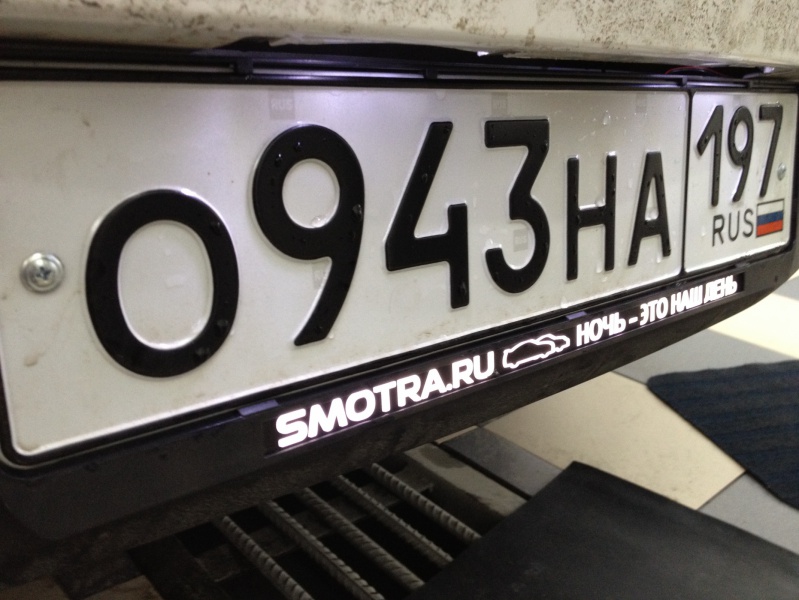 О943НА 197
RUS
SMOTRA.RU НОЧЬ – ЭТО НАШ ДЕНЬ